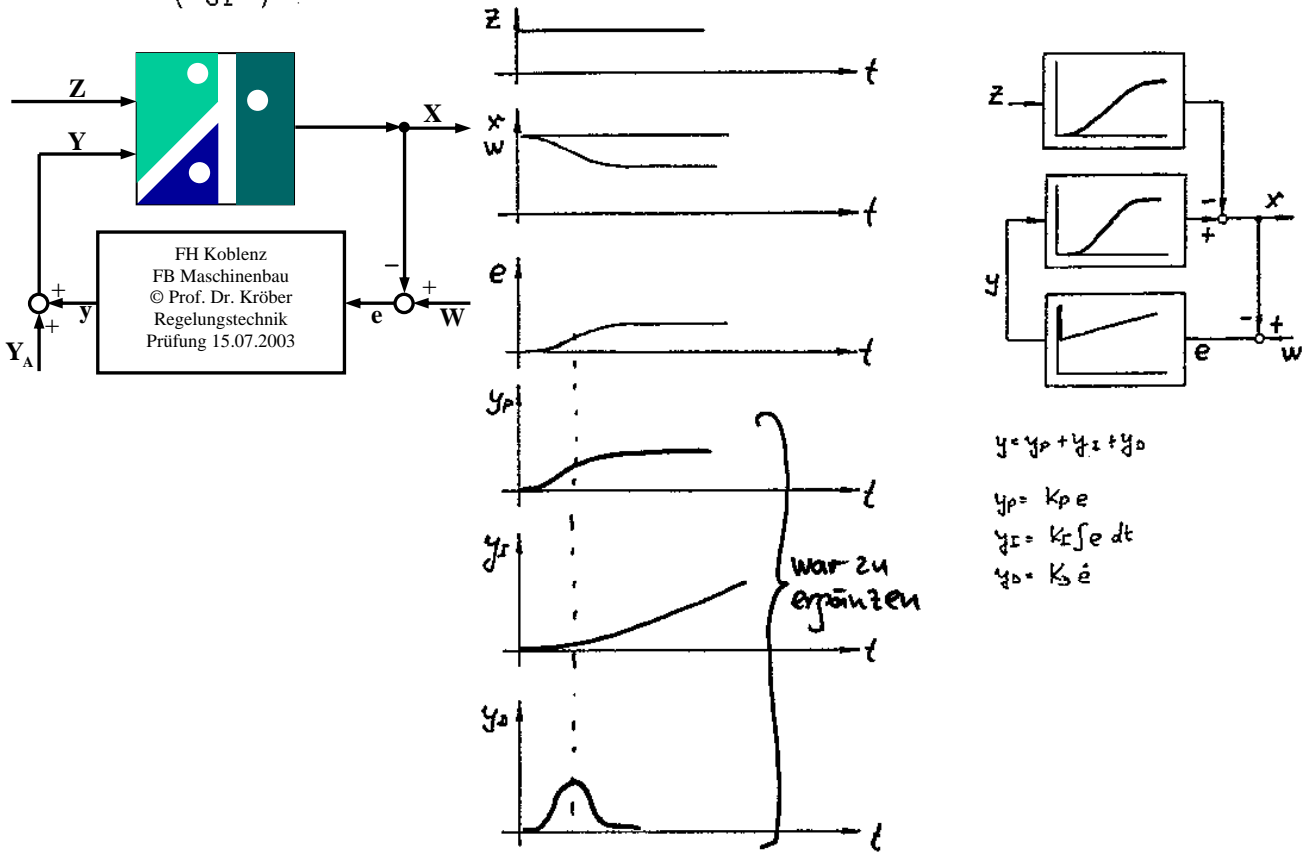 Z
Y
X
FH Koblenz
FB Maschinenbau
© Prof. Dr. Kröber
Regelungstechnik
Prüfung 15.07.2003
−
+
e
W
+
y
+
Y_A
z
t
x
w
t
e
t
y_P
t
y_I
t
y_D
t
war zu
ergänzen
z
-
+
x
y
-
+
e
w
y = y_P + y_I + y_D
y_P = K_P e
y_I = K_I ∫ e dt
y_D = K_D ė